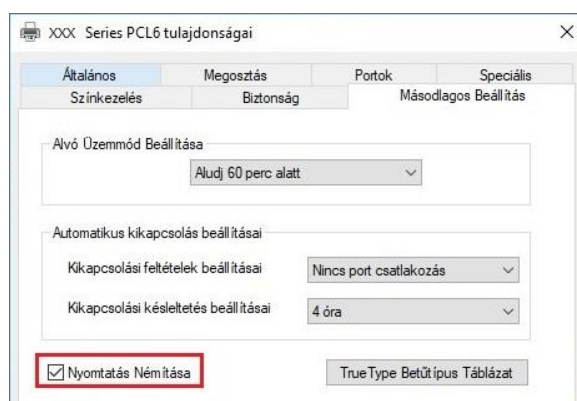 XXX Series PCL6 tulajdonságai
Általános Megosztás Portok Speciális
Színkezelés Biztonság Másodlagos Beállítás
Alvó Üzemmód Beállítása
Aludj 60 perc alatt
Automatikus kikapcsolás beállításai
Kikapcsolási feltételek beállításai Nincs port csatlakozás
Kikapcsolási késleltetés beállításai 4 óra
Nyomtatás Némítása TrueType Betűtípus Táblázat